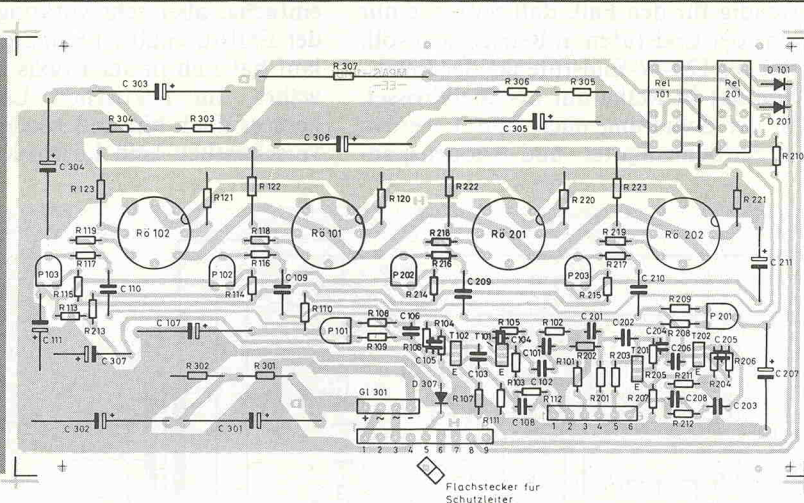 R 307
C 303
R 306
R 305
Rel 101
Rel 201
D 101
D 201
R 304
R 303
C 305
C 306
R 210
C 304
R 123
R 121
R 122
R 120
R 222
R 220
R 223
R 221
Rö 102
Rö 101
Rö 201
Rö 202
R 119
R 118
R 218
R 219
R 117
R 116
R 216
R 217
C 211
P103
P102
P202
P203
R115
C 110
R 114
C 109
R 214
C 209
R 215
C 210
R 113
R 213
R 110
R 108
C 106
R 104
R 209
P 201
C 111
C 107
P101
R 109
R 106
C 105
T 102
T 101
R 105
R 102
C 201
C 202
R 208
C 307
C 103
C 104
C 101
R 101
R 202
R 203
T 201
C 204
T 202
C 205
C 206
R 206
E
E
E
E
R 302
R 301
D 307
R 103
C 102
R 205
R 211
R 204
C 207
Gl 301
+ ~ ~ -
R 107
R 111
C 108
R 112
R 201
R 207
C 208
C 203
R 212
C 302
C 301
1 2 3 4 5 6
1 2 3 4 5 6 7 8 9
Flachstecker für
Schutzleiter